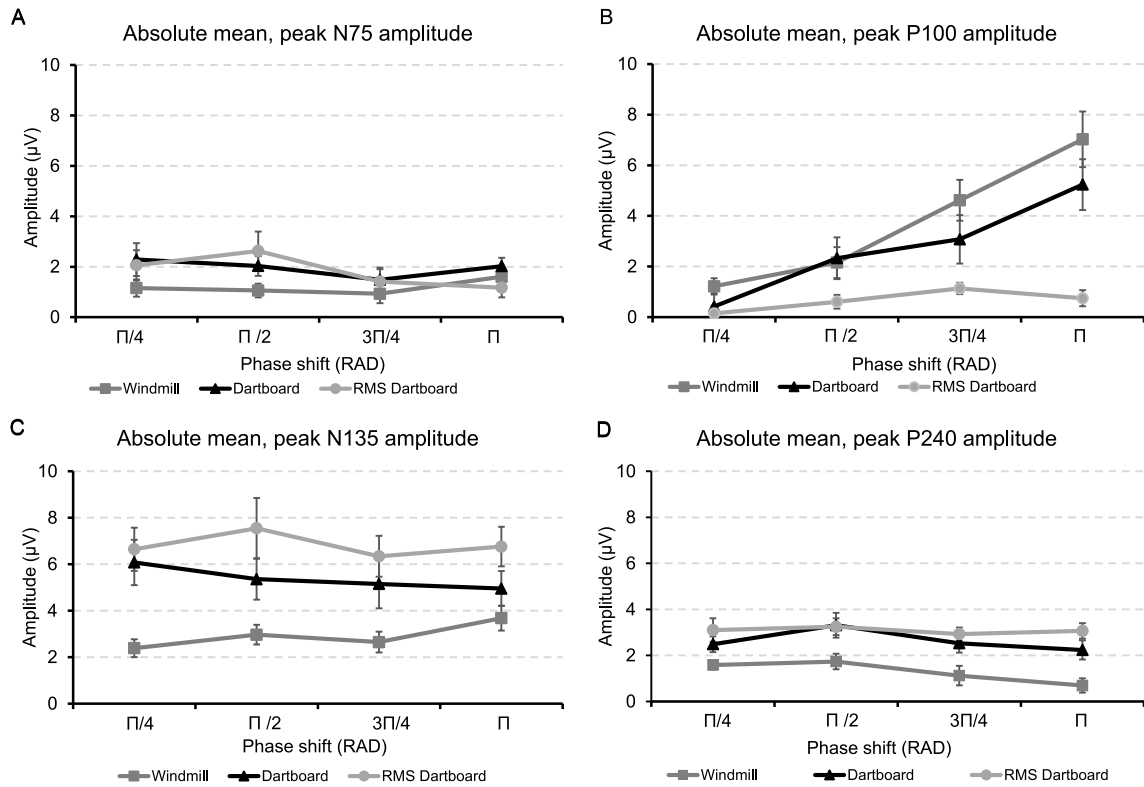 A
Absolute mean, peak N75 amplitude
10
8
6
4
2
0
Amplitude (µV)
Π/4 Π /2 3Π/4 Π
Phase shift (RAD)
Windmill Dartboard RMS Dartboard
B
Absolute mean, peak P100 amplitude
10
8
6
4
2
0
Amplitude (µV)
Π/4 Π /2 3Π/4 Π
Phase shift (RAD)
Windmill Dartboard RMS Dartboard
C
Absolute mean, peak N135 amplitude
10
8
6
4
2
0
Amplitude (µV)
Π/4 Π /2 3Π/4 Π
Phase shift (RAD)
Windmill Dartboard RMS Dartboard
D
Absolute mean, peak P240 amplitude
10
8
6
4
2
0
Amplitude (µV)
Π/4 Π /2 3Π/4 Π
Phase shift (RAD)
Windmill Dartboard RMS Dartboard